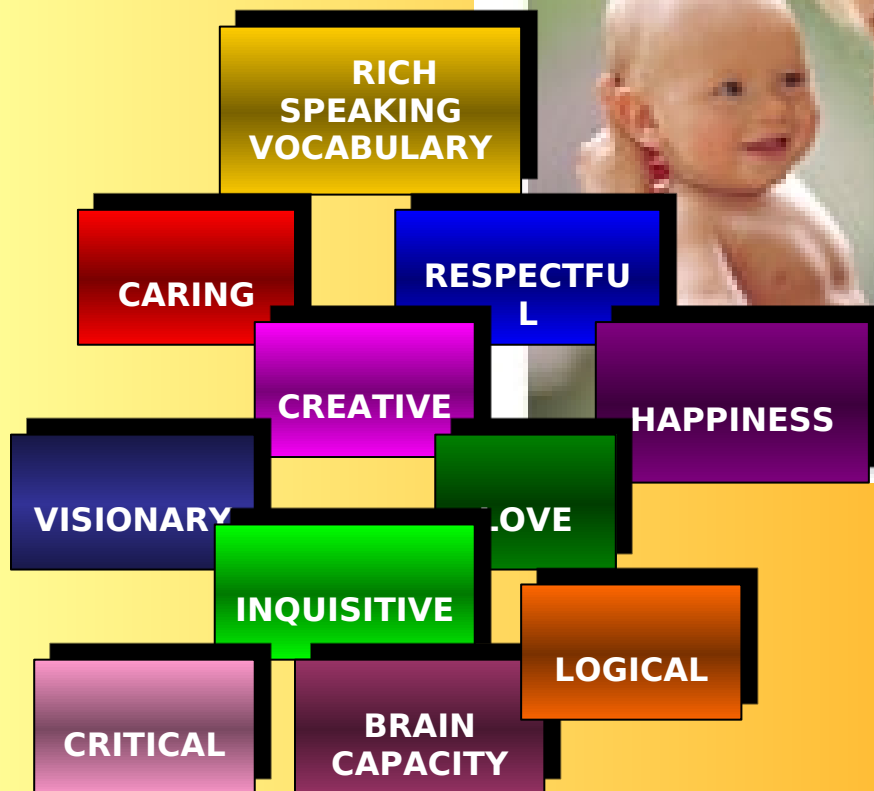 RICH
SPEAKING
VOCABULARY
CARING
RESPECTFU
L
CREATIVE
HAPPINESS
VISIONARY
LOVE
INQUISITIVE
LOGICAL
CRITICAL
BRAIN
CAPACITY